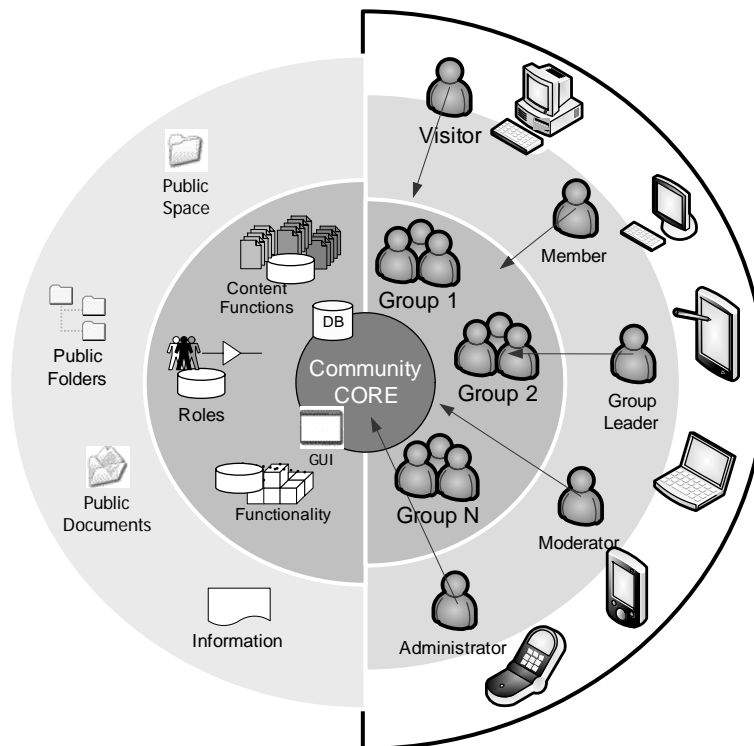 Visitor
Public
Space
Member
Content
Functions
Group 1
DB
Public
Folders
Community
CORE
Group 2
Roles
Group
Leader
GUI
Public
Documents
Functionality
Group N
Moderator
Information
Administrator